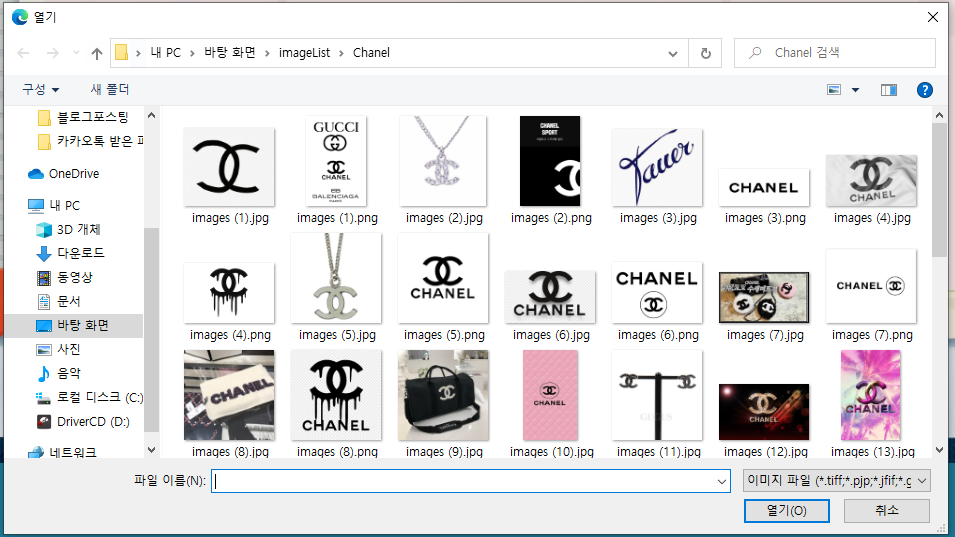 열기
내 PC > 바탕 화면 > imageList > Chanel
Chanel 검색
구성
새 폴더
블로그포스팅
카카오톡 받은 파
OneDrive
내 PC
3D 개체
다운로드
동영상
문서
바탕 화면
사진
음악
로컬 디스크 (C:)
DriverCD (D:)
네트워크
GUCCI
CHANEL
BALENCIAGA
CHANEL
SPORT
CHANEL
CHANEL
images (1).jpg
images (1).png
images (2).jpg
images (2).png
images (3).jpg
images (3).png
images (4).jpg
CHANEL
CHANEL
CHANEL
CHANEL
images (4).png
images (5).jpg
images (5).png
images (6).jpg
images (6).png
images (7).jpg
images (7).png
CHANEL
CHANEL
CHANEL
CHANEL
CHANEL
images (8).jpg
images (8).png
images (9).jpg
images (10).jpg
images (11).jpg
images (12).jpg
images (13).jpg
파일 이름(N):
이미지 파일 (*.tiff;*.pjp;*.jfif;*.g
열기(O)
취소